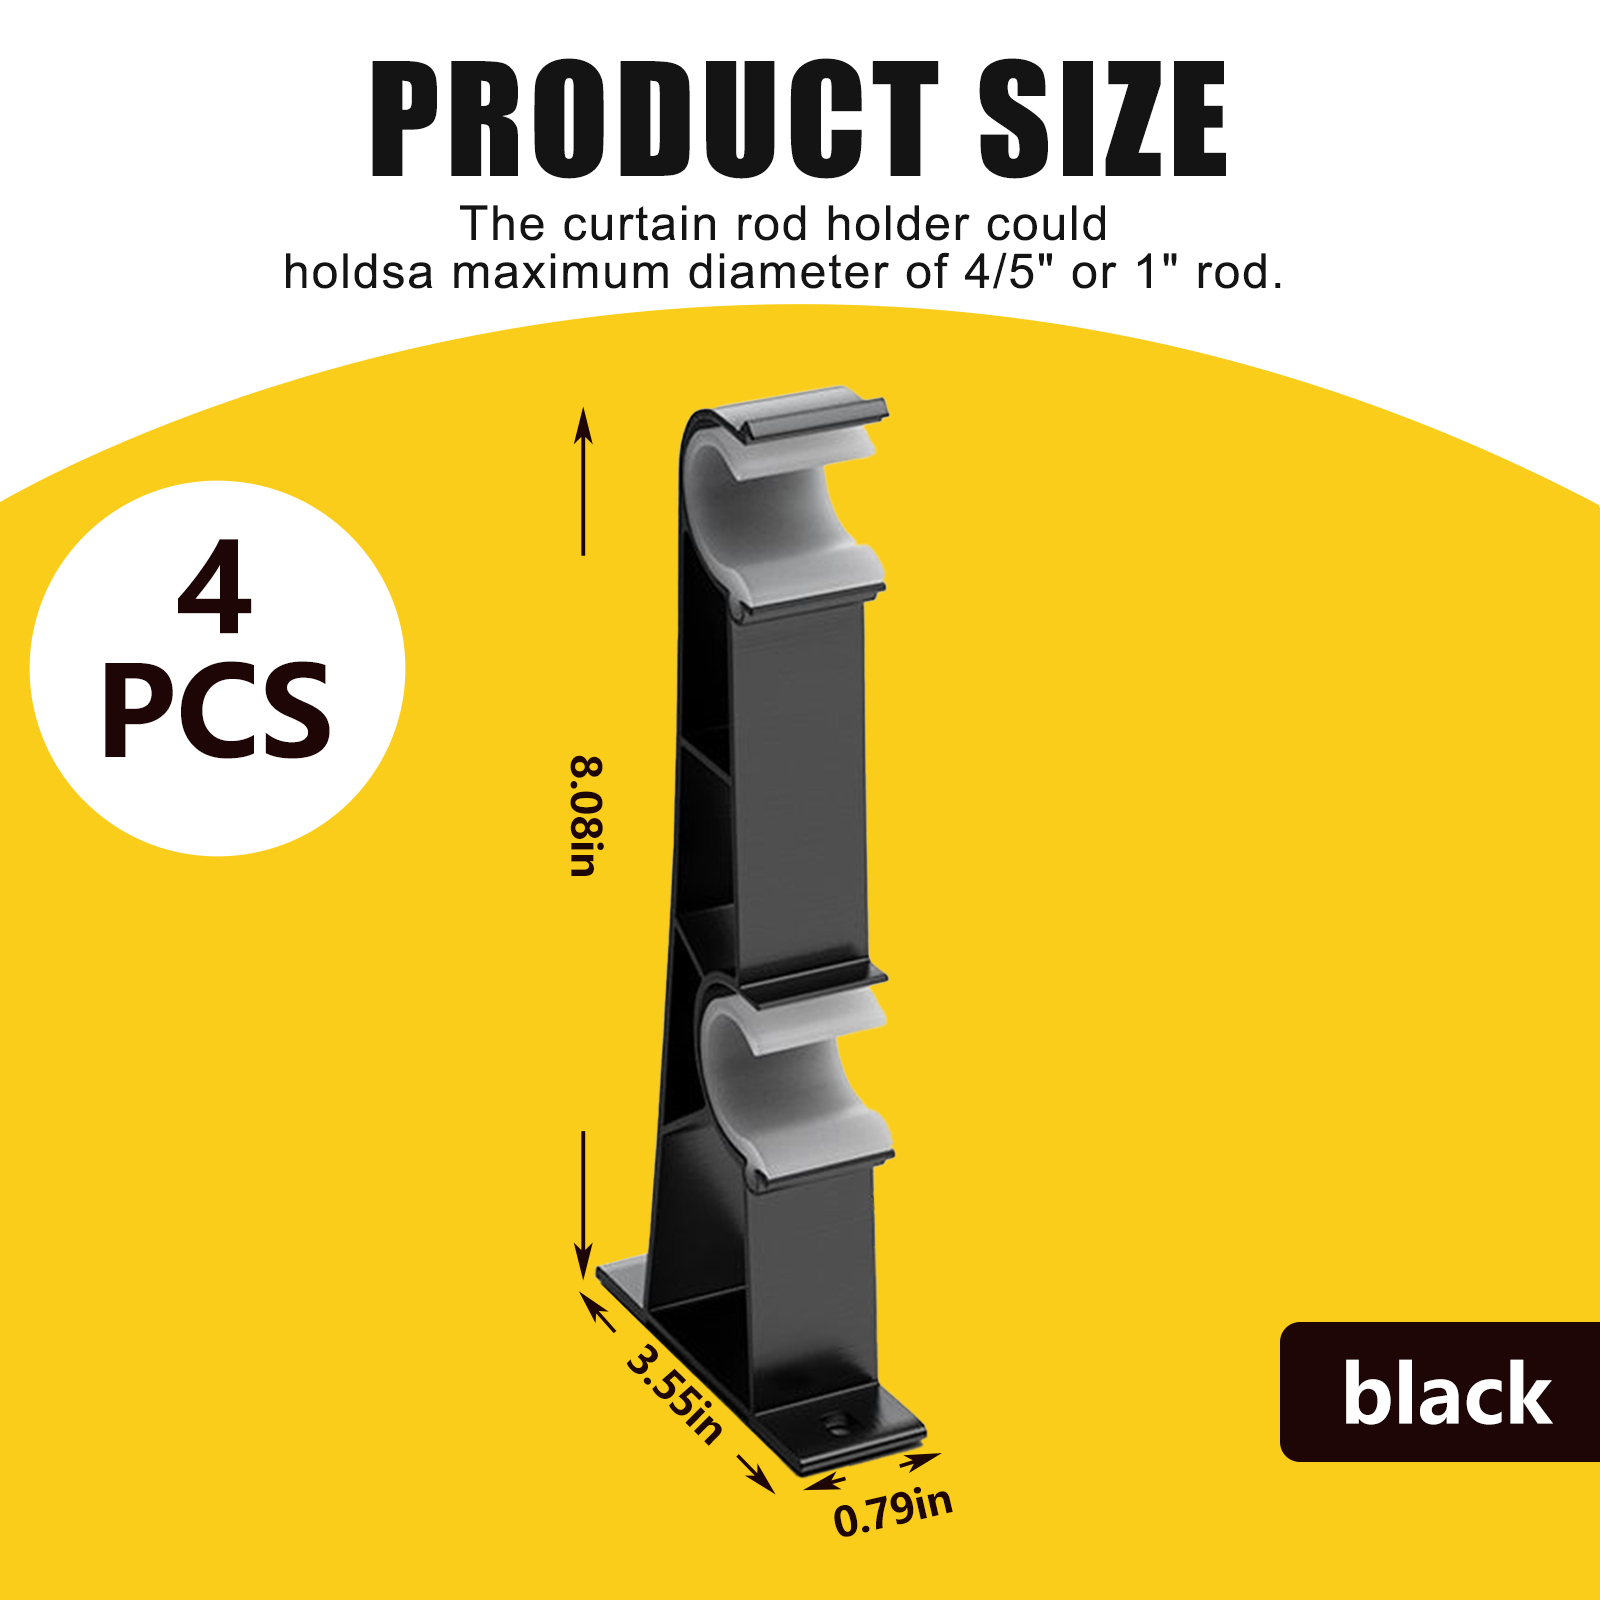 PRODUCT SIZE
The curtain rod holder could
holdsa maximum diameter of 4/5" or 1" rod.
4
PCS
8.08in
3.55in
0.79in
black